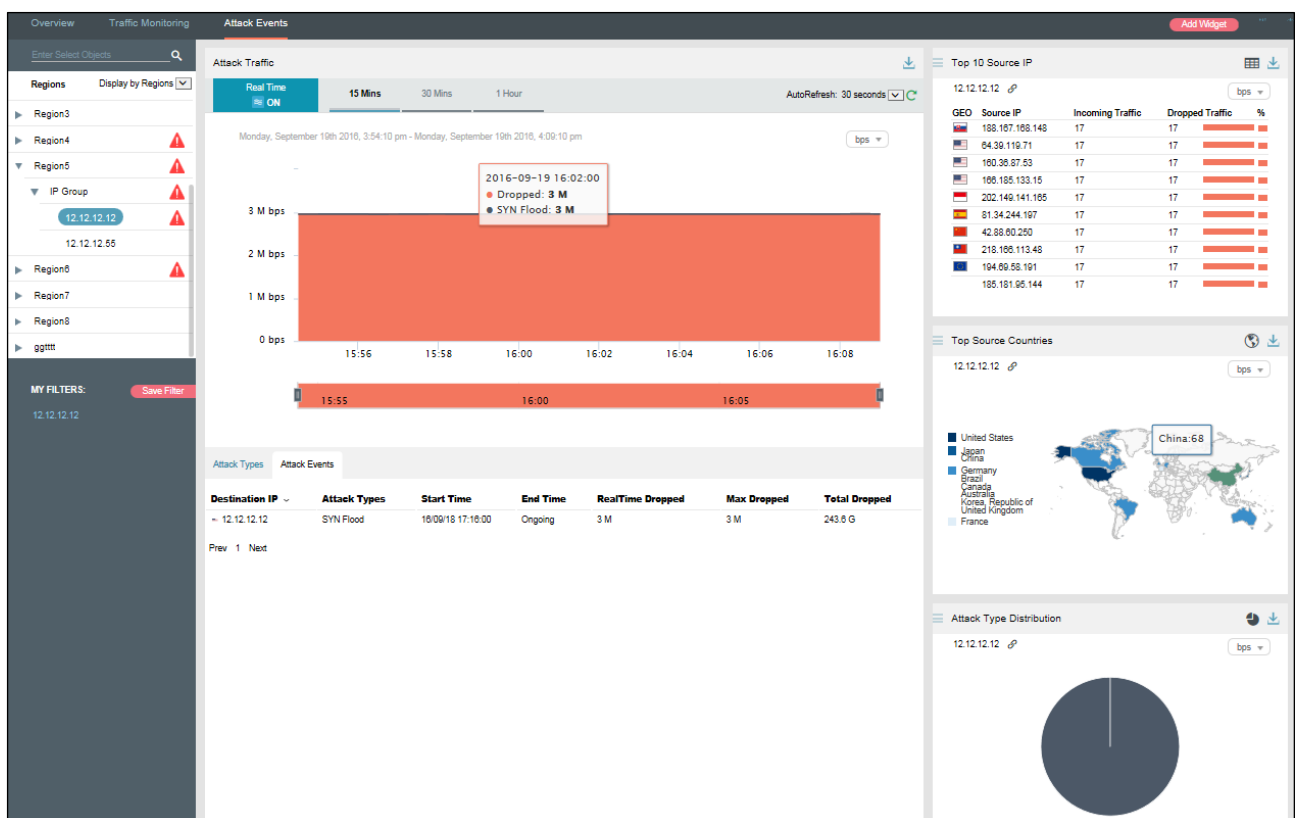 Overview Traffic Monitoring Attack Events Add Widget
Enter Select Objects
Regions Display by Regions
Region3
Region4
Region5
IP Group
12.12.12.12
12.12.12.55
Region6
Region7
Region8
ggtttt
MY FILTERS: Save Filter
12.12.12.12
Attack Traffic
Real Time
ON
15 Mins 30 Mins 1 Hour AutoRefresh: 30 seconds
Monday, September 19th 2016, 3:54:10 pm - Monday, September 19th 2016, 4:09:10 pm bps
2016-09-19 16:02:00
Dropped: 3 M
SYN Flood: 3 M
3 M bps
2 M bps
1 M bps
0 bps
15:56 15:58 16:00 16:02 16:04 16:06 16:08
15:55 16:00 16:05
Attack Types Attack Events
Destination IP Attack Types Start Time End Time RealTime Dropped Max Dropped Total Dropped
12.12.12.12 SYN Flood 16/09/18 17:16:00 Ongoing 3 M 3 M 243.6 G
Prev 1 Next
Top 10 Source IP
12.12.12.12 bps
GEO Source IP Incoming Traffic Dropped Traffic %
188.167.168.148 17 17
64.39.119.71 17 17
160.36.87.53 17 17
166.185.133.15 17 17
202.149.141.165 17 17
81.34.244.197 17 17
42.88.60.250 17 17
218.166.113.48 17 17
194.69.58.191 17 17
185.181.95.144 17 17
Top Source Countries
12.12.12.12 bps
China:68
United States
Japan
China
Germany
Brazil
Canada
Australia
Korea, Republic of
United Kingdom
France
Attack Type Distribution
12.12.12.12 bps